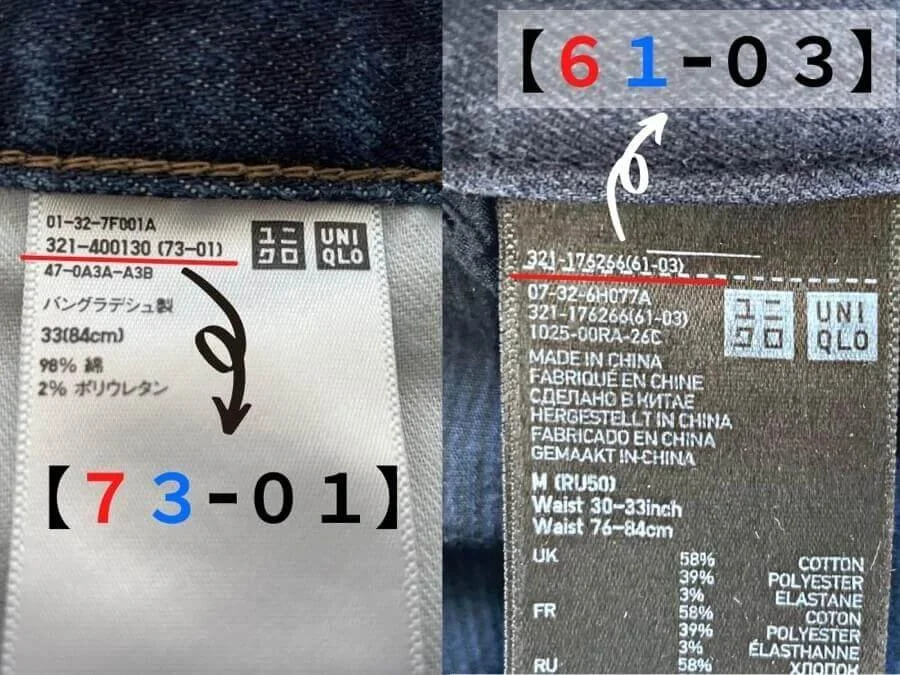 01-32-7F001A
321-400130 (73-01)
47-0A3A-A3B
バングラデシュ製
33(84cm)
98% 綿
2% ポリウレタン
ユニ
クロ
UNI
QLO
【73-01】
【61-03】
321-176266(61-03)
07-32-6H077A
321-176266(61-03)
1025-00RA-26C
ユニ
クロ
UNI
QLO
MADE IN CHINA
FABRIQUÉ EN CHINE
СДЕЛАНО В КИТАЕ
HERGESTELLT IN CHINA
FABRICADO EN CHINA
GEMAAKT IN CHINA
M (RU50)
Waist 30-33inch
Waist 76-84cm
UK 58% COTTON
39% POLYESTER
3% ELASTANE
FR 58% COTON
39% POLYESTER
3% ÉLASTHANNE
RU 58% ХЛОПОК